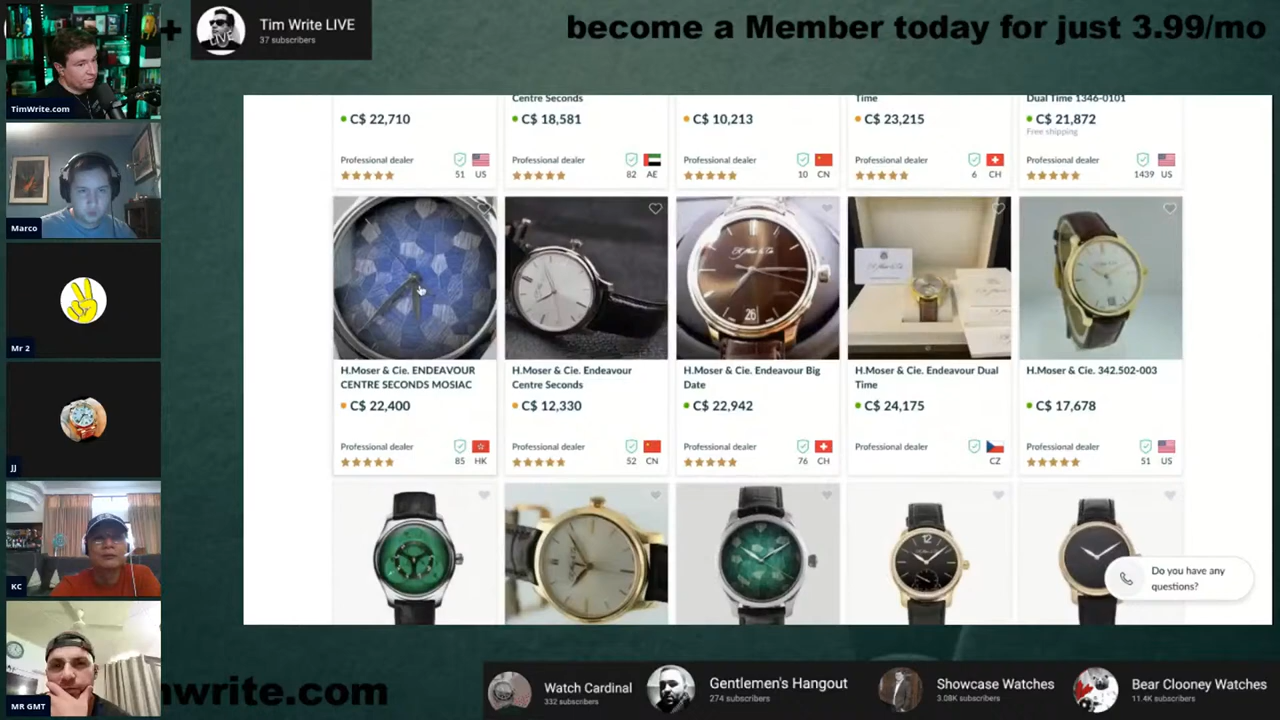 Tim Write LIVE
37 subscribers
become a Member today for just 3.99/mo
TimWrite.com
Marco
Mr 2
JJ
KC
MR GMT
Centre Seconds
Time
Dual Time 1346-0101
C$ 22,710
C$ 18,581
C$ 10,213
C$ 23,215
C$ 21,872
Free shipping
Professional dealer
51 US
Professional dealer
82 AE
Professional dealer
10 CN
Professional dealer
6 CH
Professional dealer
1439 US
26
H.Moser & Cie. ENDEAVOUR
CENTRE SECONDS MOSIAC
C$ 22,400
Professional dealer
85 HK
H.Moser & Cie. Endeavour
Centre Seconds
C$ 12,330
Professional dealer
52 CN
H.Moser & Cie. Endeavour Big
Date
C$ 22,942
Professional dealer
76 CH
H.Moser & Cie. Endeavour Dual
Time
C$ 24,175
Professional dealer
CZ
H.Moser & Cie. 342.502-003
C$ 17,678
Professional dealer
51 US
12
Do you have any
questions?
nwrite.com
Watch Cardinal
332 subscribers
Gentlemen's Hangout
274 subscribers
Showcase Watches
3.08K subscribers
Bear Clooney Watches
11.4K subscribers